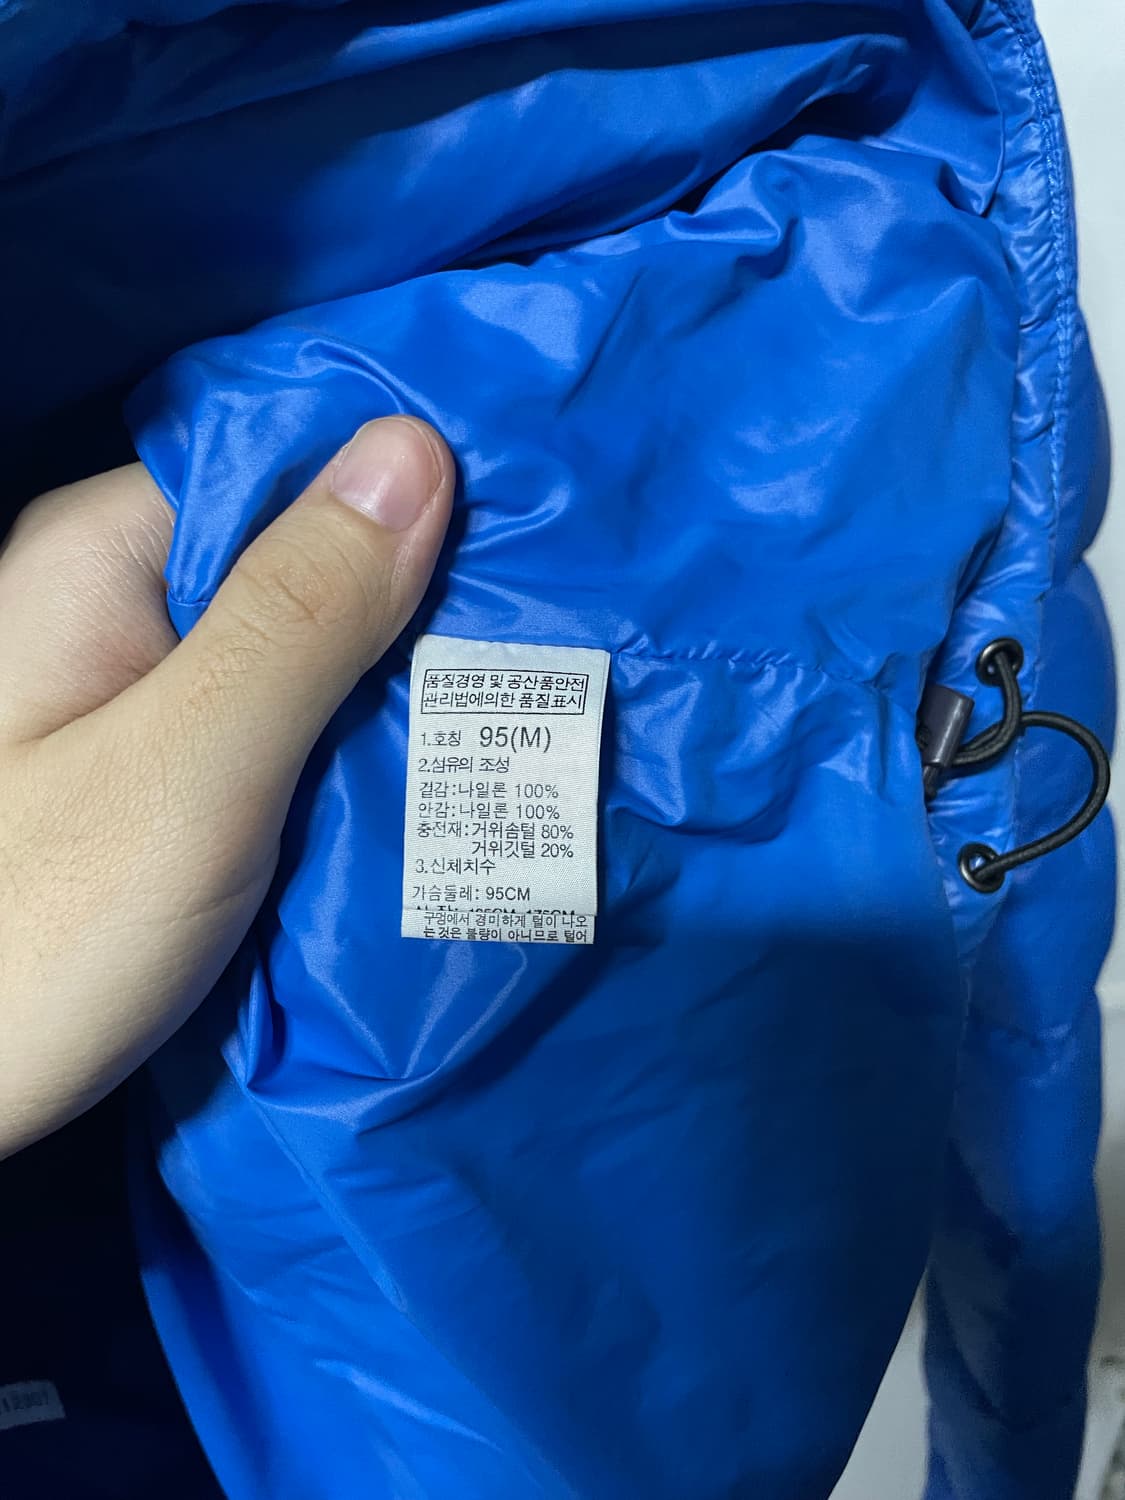 품질경영 및 공산품안전
관리법에의한 품질표시
1.호칭 95(M)
2.섬유의 조성
겉감:나일론 100%
안감:나일론 100%
충전재:거위솜털 80%
거위깃털 20%
3.신체치수
가슴둘레: 95CM
구멍에서 경미하게 털이 나오
는것은 불량이 아니므로 털어